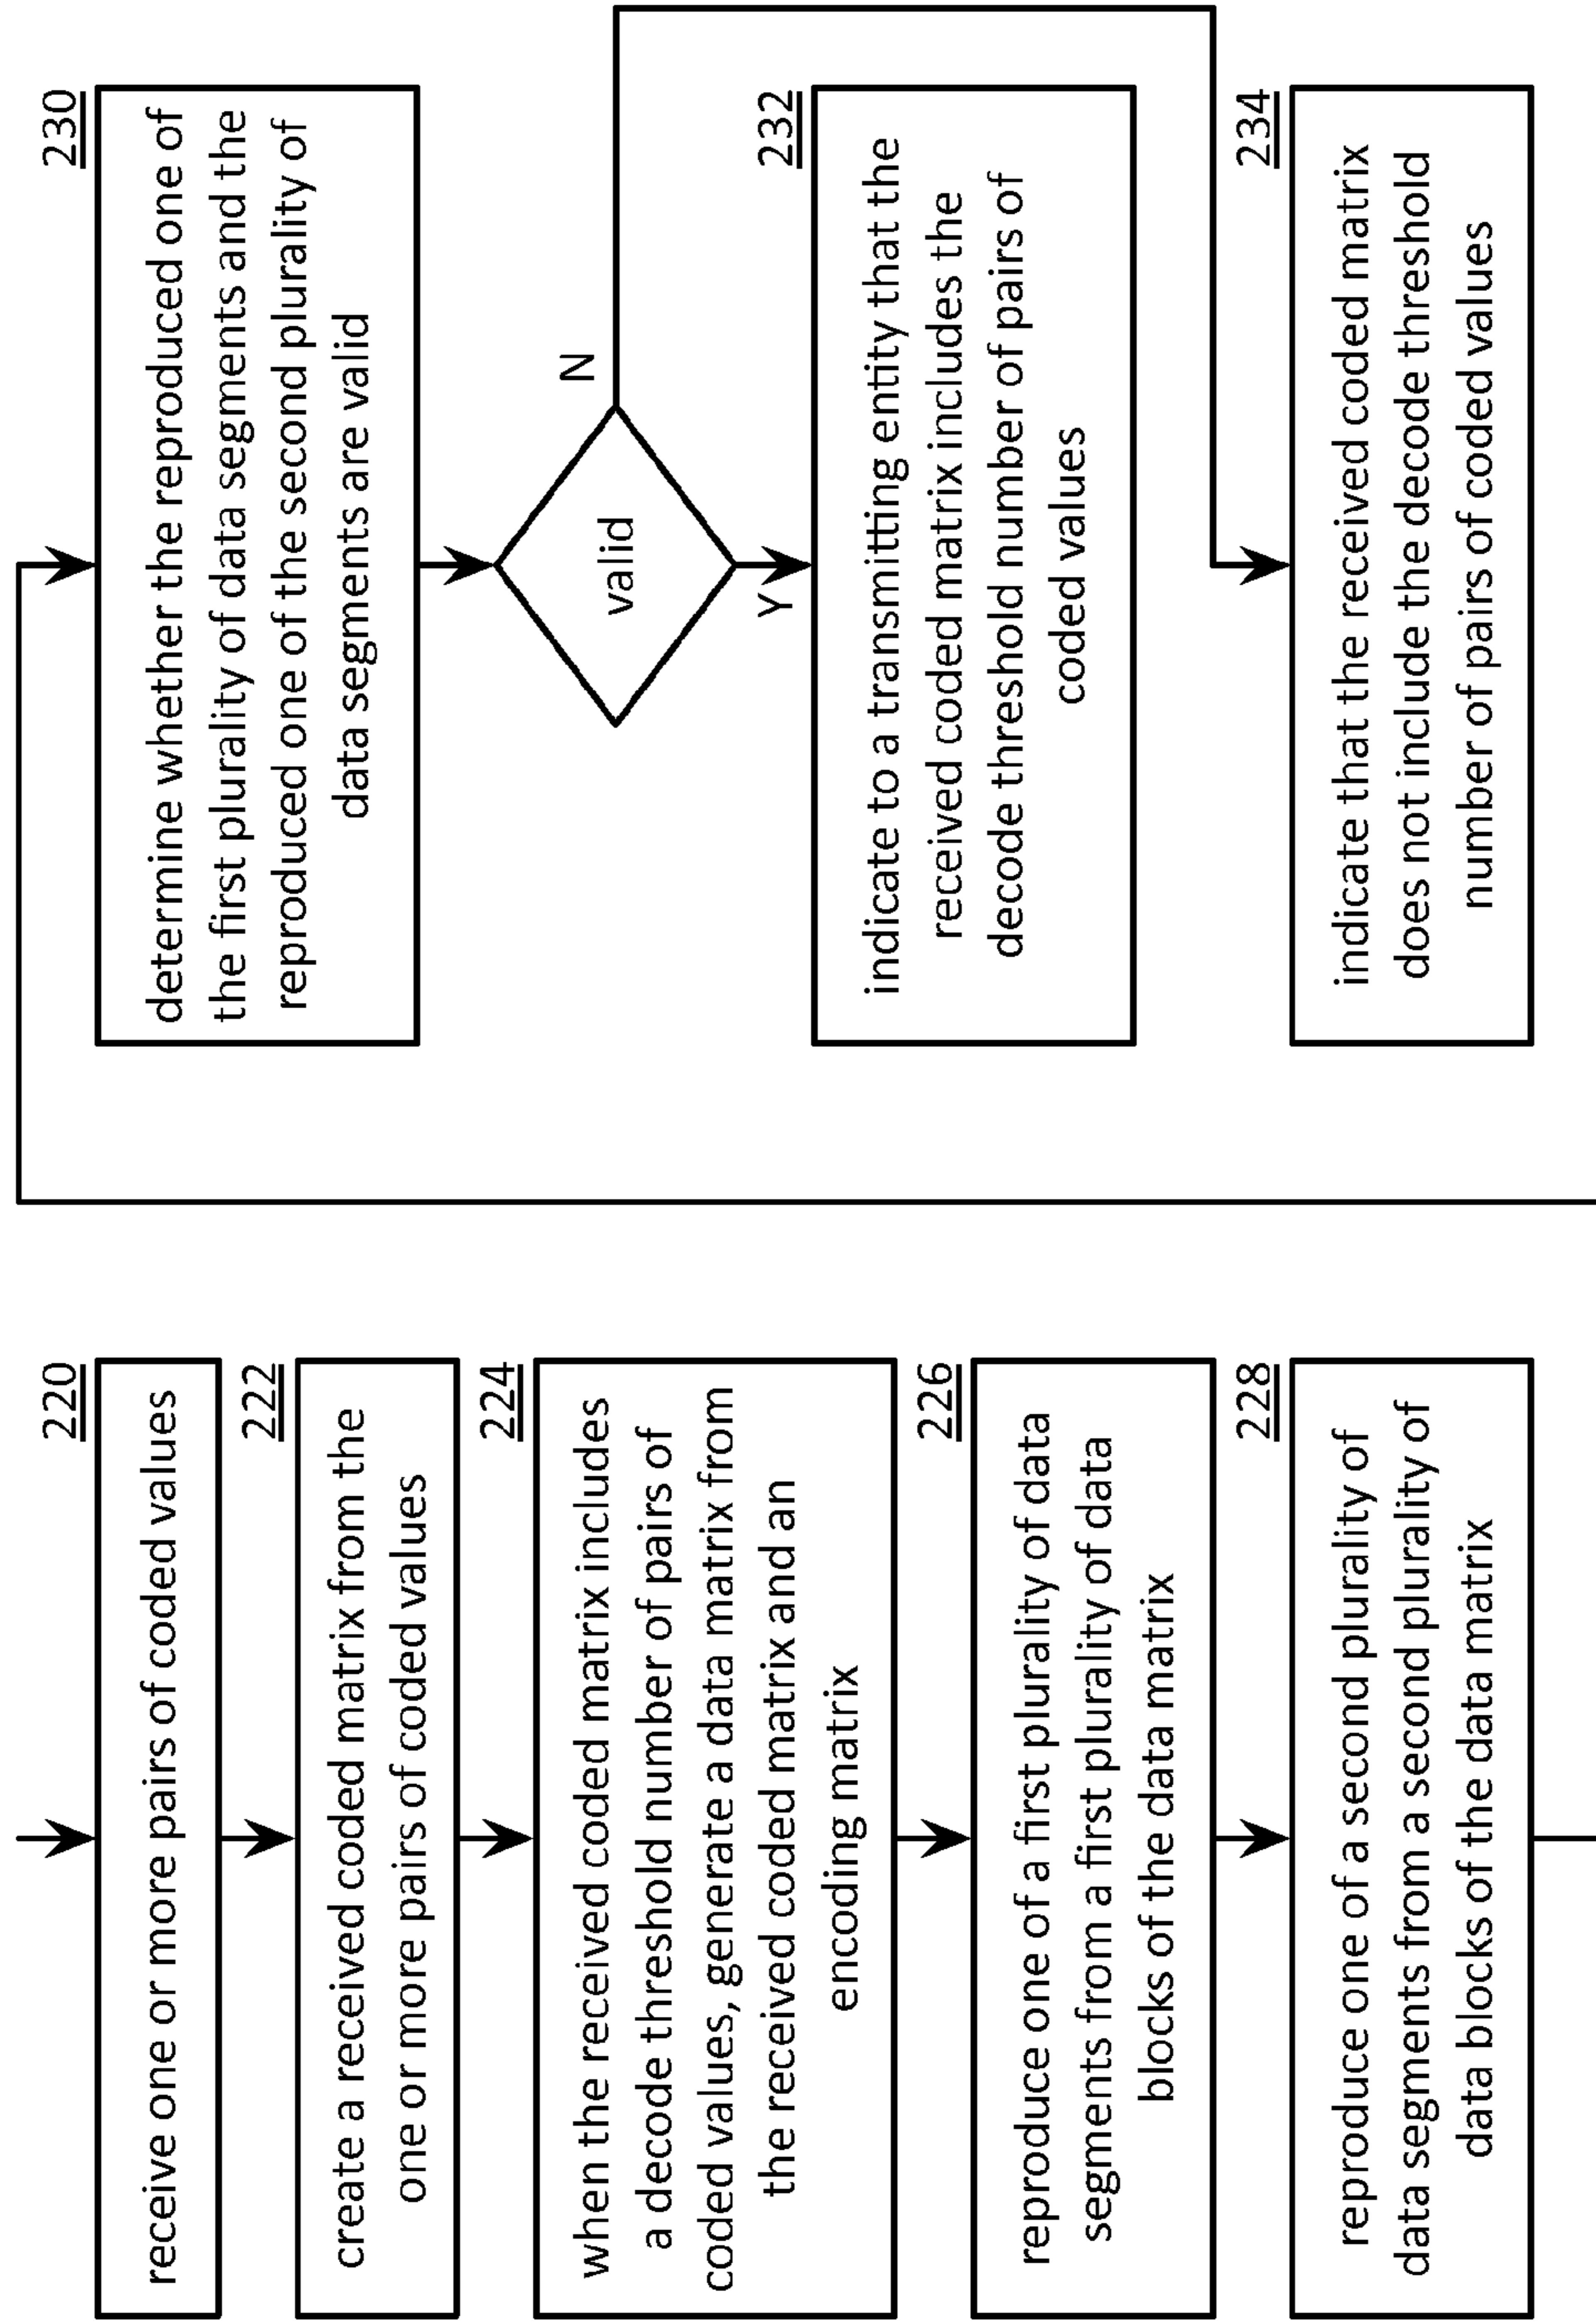 220
receive one or more pairs of coded values
222
create a received coded matrix from the
one or more pairs of coded values
224
when the received coded matrix includes
a decode threshold number of pairs of
coded values, generate a data matrix from
the received coded matrix and an
encoding matrix
226
reproduce one of a first plurality of data
segments from a first plurality of data
blocks of the data matrix
228
reproduce one of a second plurality of
data segments from a second plurality of
data blocks of the data matrix
230
determine whether the reproduced one of
the first plurality of data segments and the
reproduced one of the second plurality of
data segments are valid
valid
N
Y
232
indicate to a transmitting entity that the
received coded matrix includes the
decode threshold number of pairs of
coded values
234
indicate that the received coded matrix
does not include the decode threshold
number of pairs of coded values